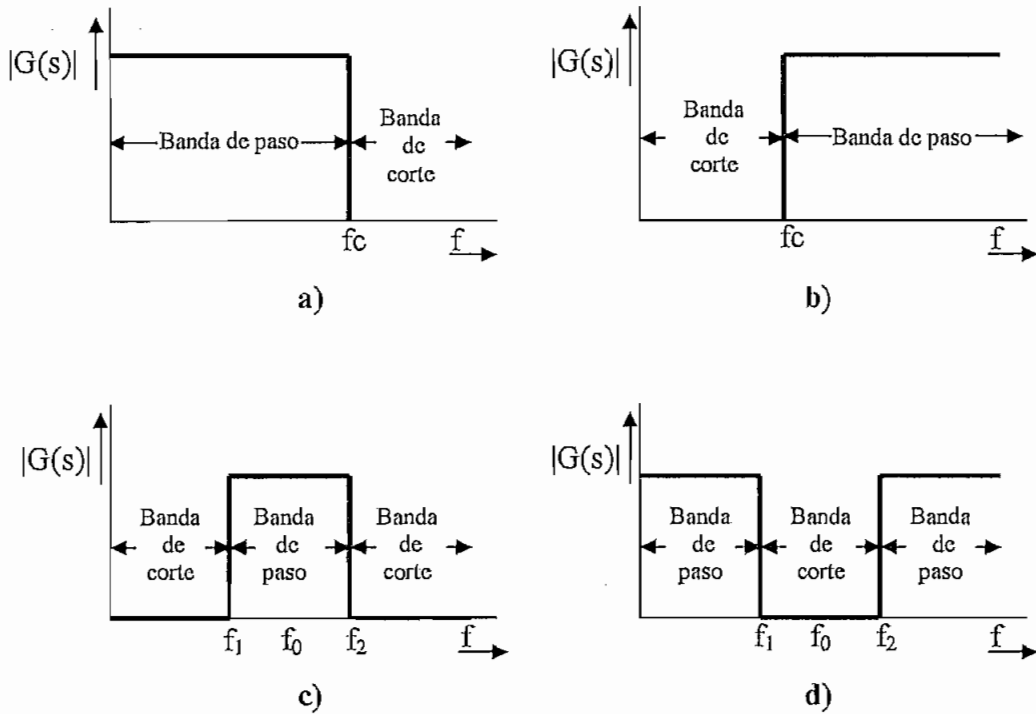 |G(s)|
Banda de paso
Banda
de
corte
fc
f
a)
|G(s)|
Banda
de
corte
Banda de paso
fc
f
b)
|G(s)|
Banda
de
corte
Banda
de
paso
Banda
de
corte
f₁
f₀
f₂
f
c)
|G(s)|
Banda
de
paso
Banda
de
corte
Banda
de
paso
f₁
f₀
f₂
f
d)